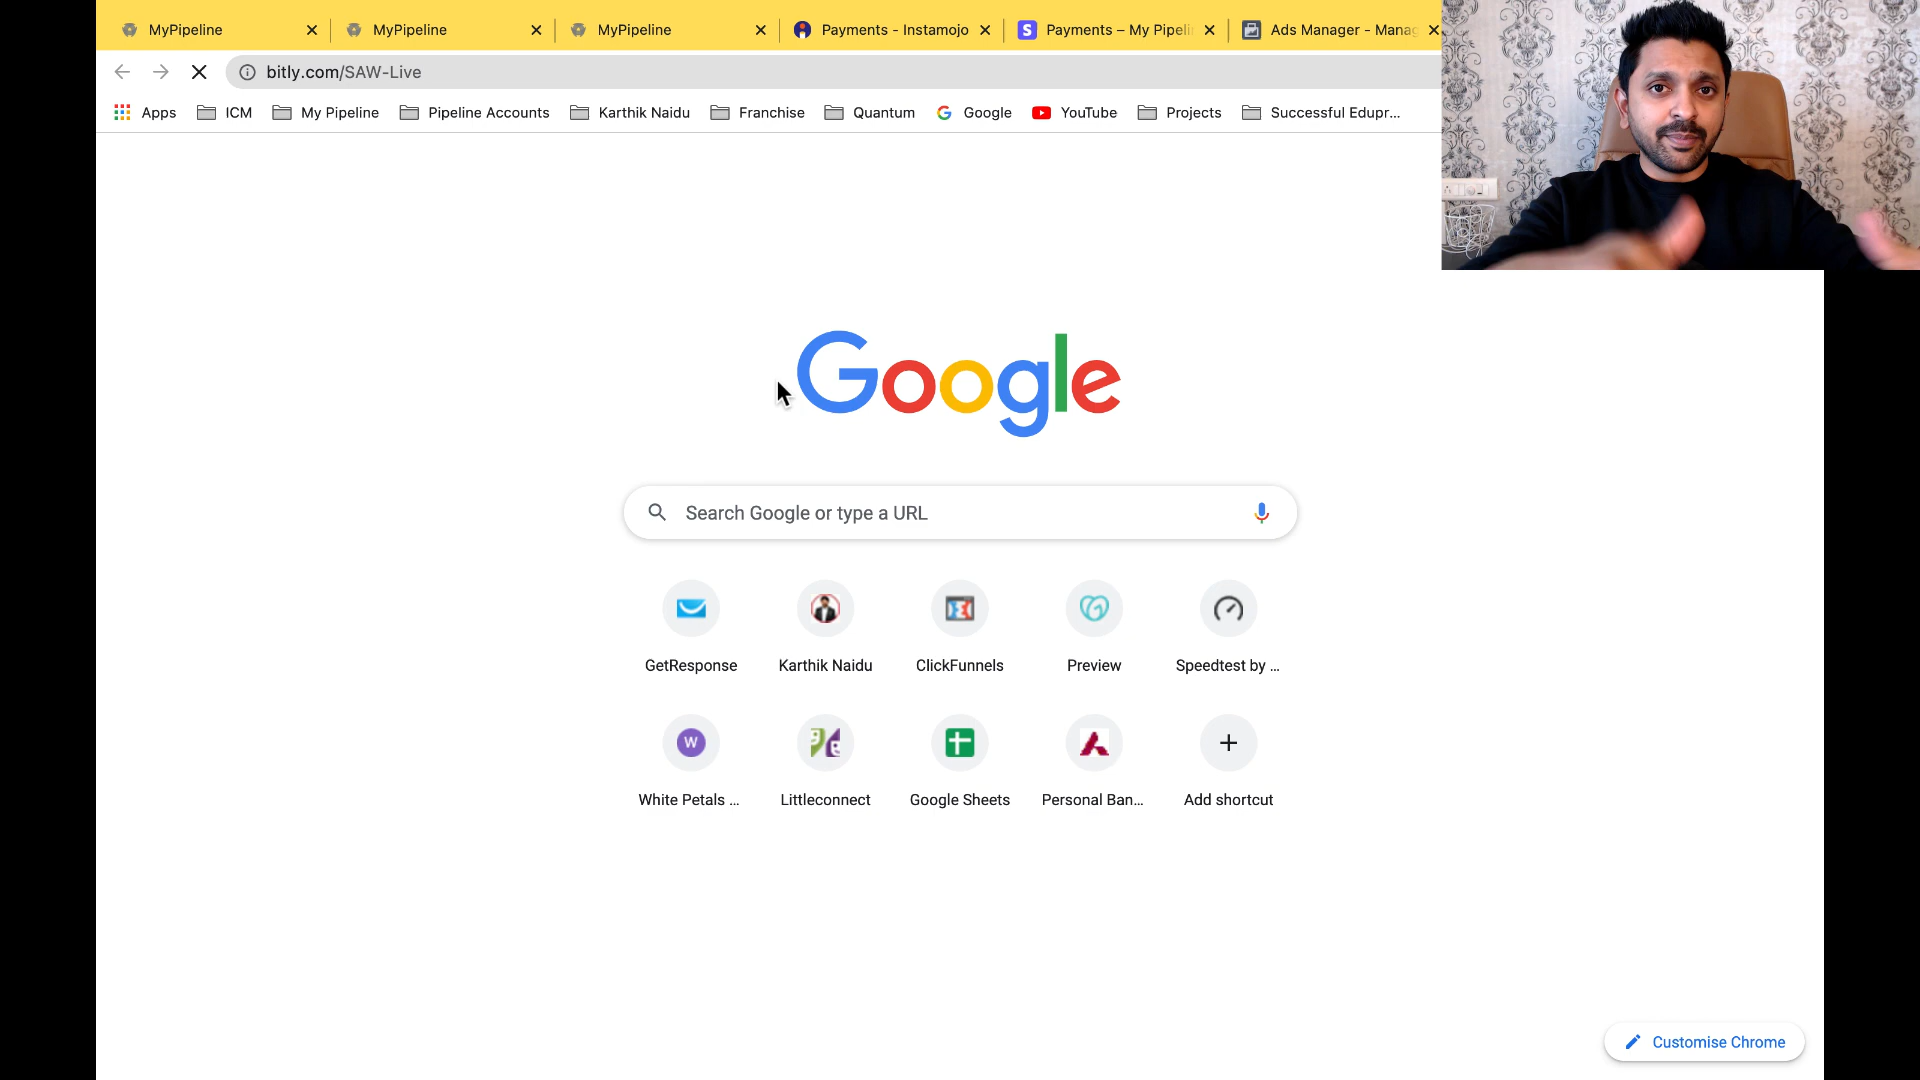 MyPipeline MyPipeline MyPipeline Payments - Instamojo Payments – My Pipeli Ads Manager - Manag
bitly.com/SAW-Live
Apps ICM My Pipeline Pipeline Accounts Karthik Naidu Franchise Quantum Google YouTube Projects Successful Edupr...
Google
Search Google or type a URL
GetResponse Karthik Naidu ClickFunnels Preview Speedtest by ...
W
White Petals ... Littleconnect Google Sheets Personal Ban... Add shortcut
Customise Chrome